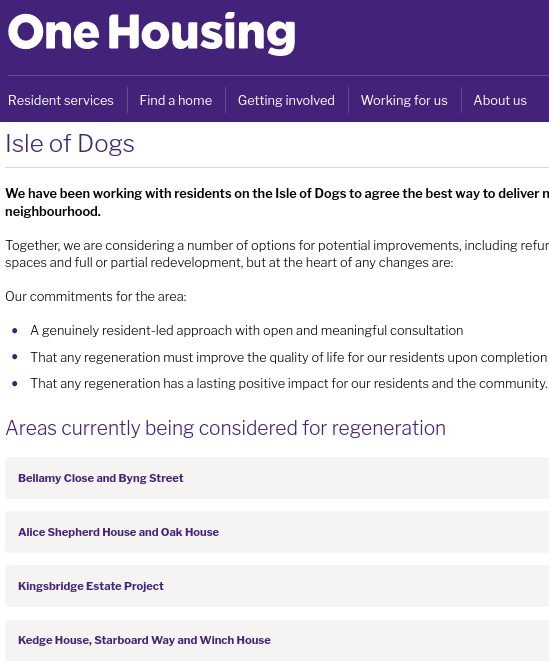 One Housing
Resident services
Find a home
Getting involved
Working for us
About us
Isle of Dogs
We have been working with residents on the Isle of Dogs to agree the best way to deliver
neighbourhood.
Together, we are considering a number of options for potential improvements, including
spaces and full or partial redevelopment, but at the heart of any changes are:
Our commitments for the area:
A genuinely resident-led approach with open and meaningful consultation
That any regeneration must improve the quality of life for our residents upon completion
That any regeneration has a lasting positive impact for our residents and the community.
Areas currently being considered for regeneration
Bellamy Close and Byng Street
Alice Shepherd House and Oak House
Kingsbridge Estate Project
Kedge House, Starboard Way and Winch House